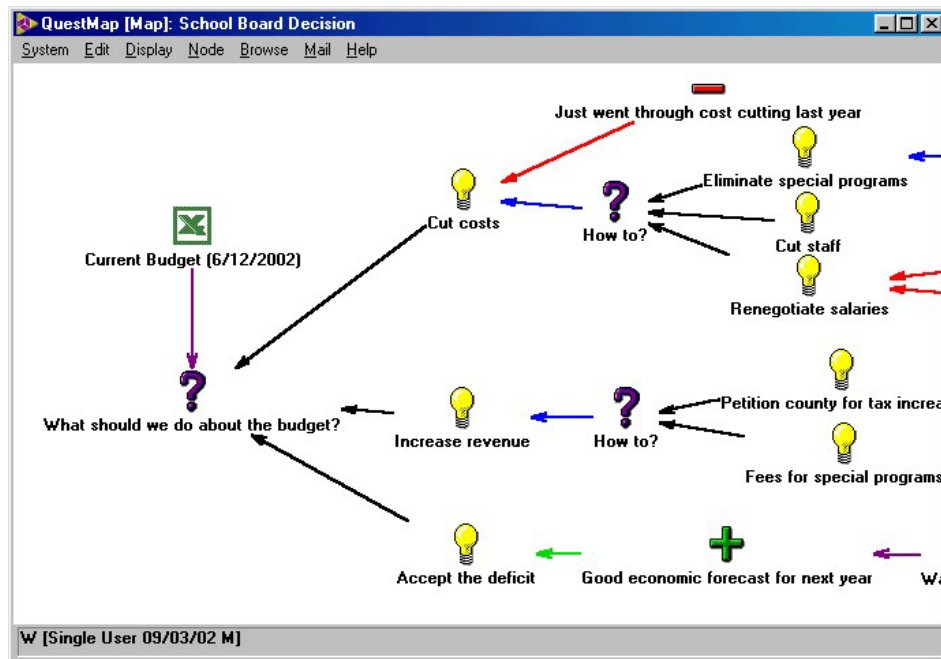 QuestMap [Map]: School Board Decision
System Edit Display Node Browse Mail Help
Just went through cost cutting last year
Eliminate special programs
Cut costs
How to?
Cut staff
Current Budget (6/12/2002)
Renegotiate salaries
Petition county for tax increa
What should we do about the budget?
Increase revenue
How to?
Fees for special programs
Accept the deficit
Good economic forecast for next year
Wa
W [Single User 09/03/02 M]